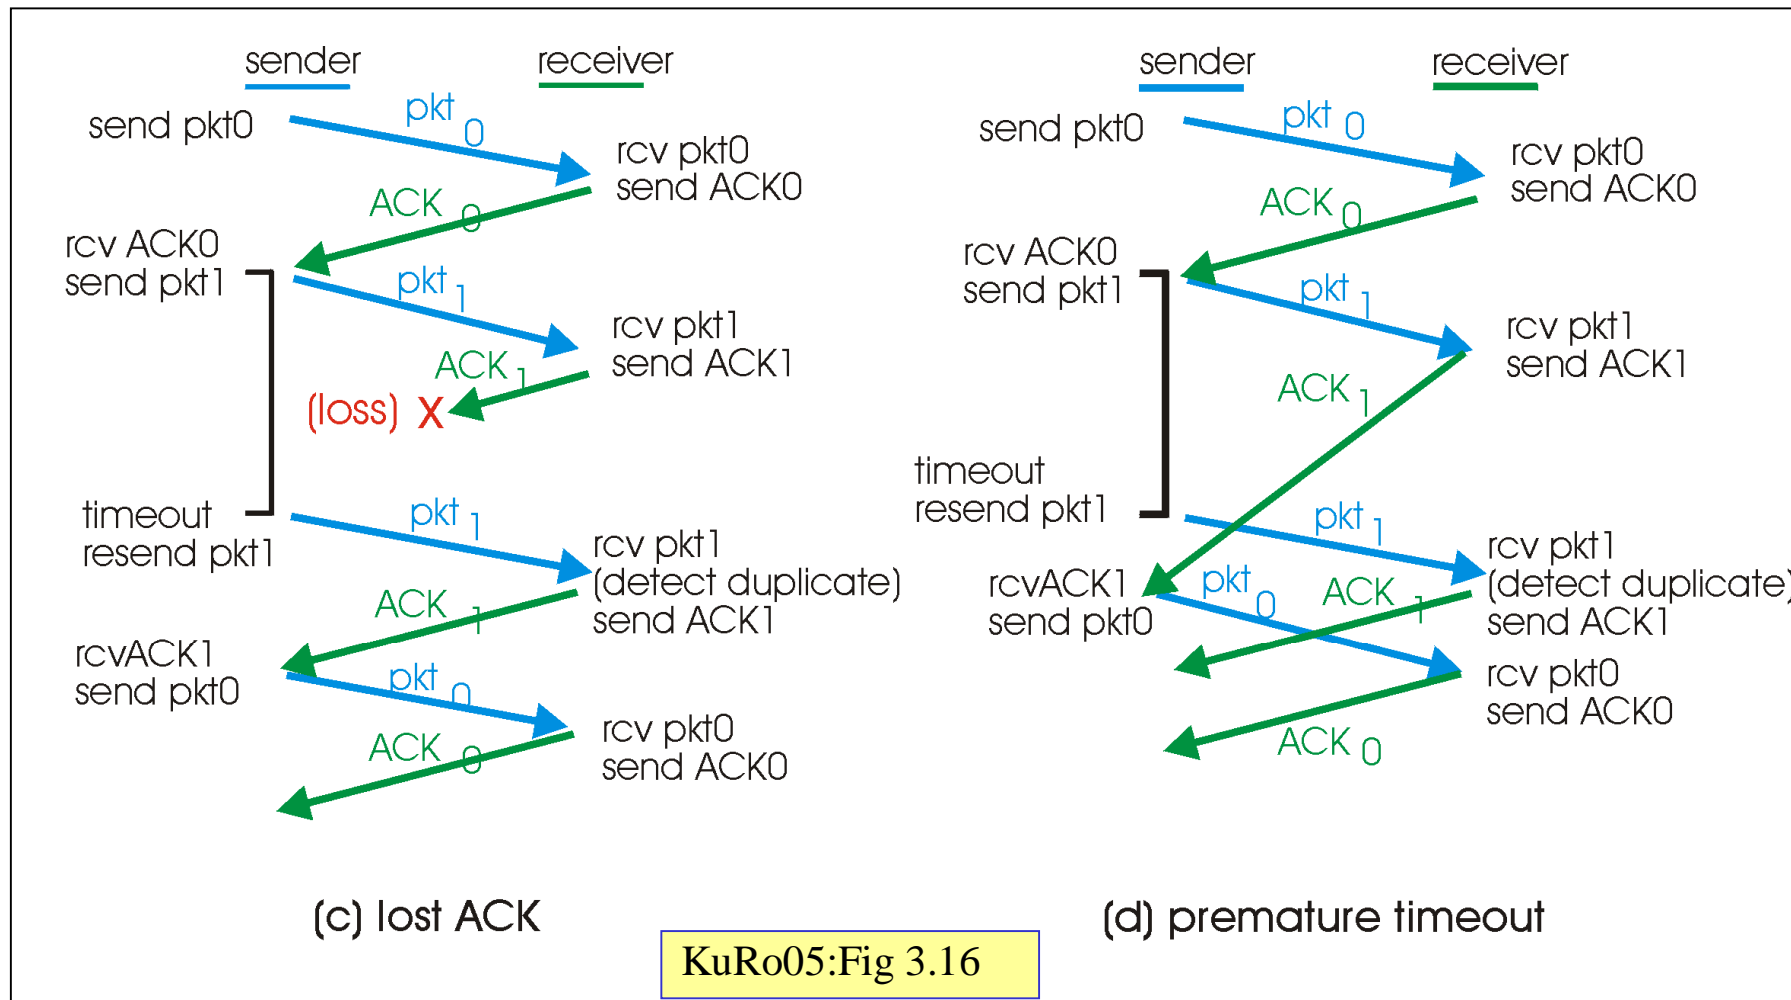 sender
receiver
send pkt0
pkt 0
rcv pkt0
send ACK0
ACK 0
rcv ACK0
send pkt1
pkt 1
rcv pkt1
send ACK1
ACK 1
(loss) X
timeout
resend pkt1
pkt 1
rcv pkt1
(detect duplicate)
send ACK1
ACK 1
rcvACK1
send pkt0
pkt 0
rcv pkt0
send ACK0
ACK 0
(c) lost ACK
sender
receiver
send pkt0
pkt 0
rcv pkt0
send ACK0
ACK 0
rcv ACK0
send pkt1
pkt 1
rcv pkt1
send ACK1
ACK 1
timeout
resend pkt1
pkt 1
rcv pkt1
(detect duplicate)
send ACK1
rcvACK1
send pkt0
pkt 0
ACK 1
rcv pkt0
send ACK0
ACK 0
(d) premature timeout
KuRo05:Fig 3.16